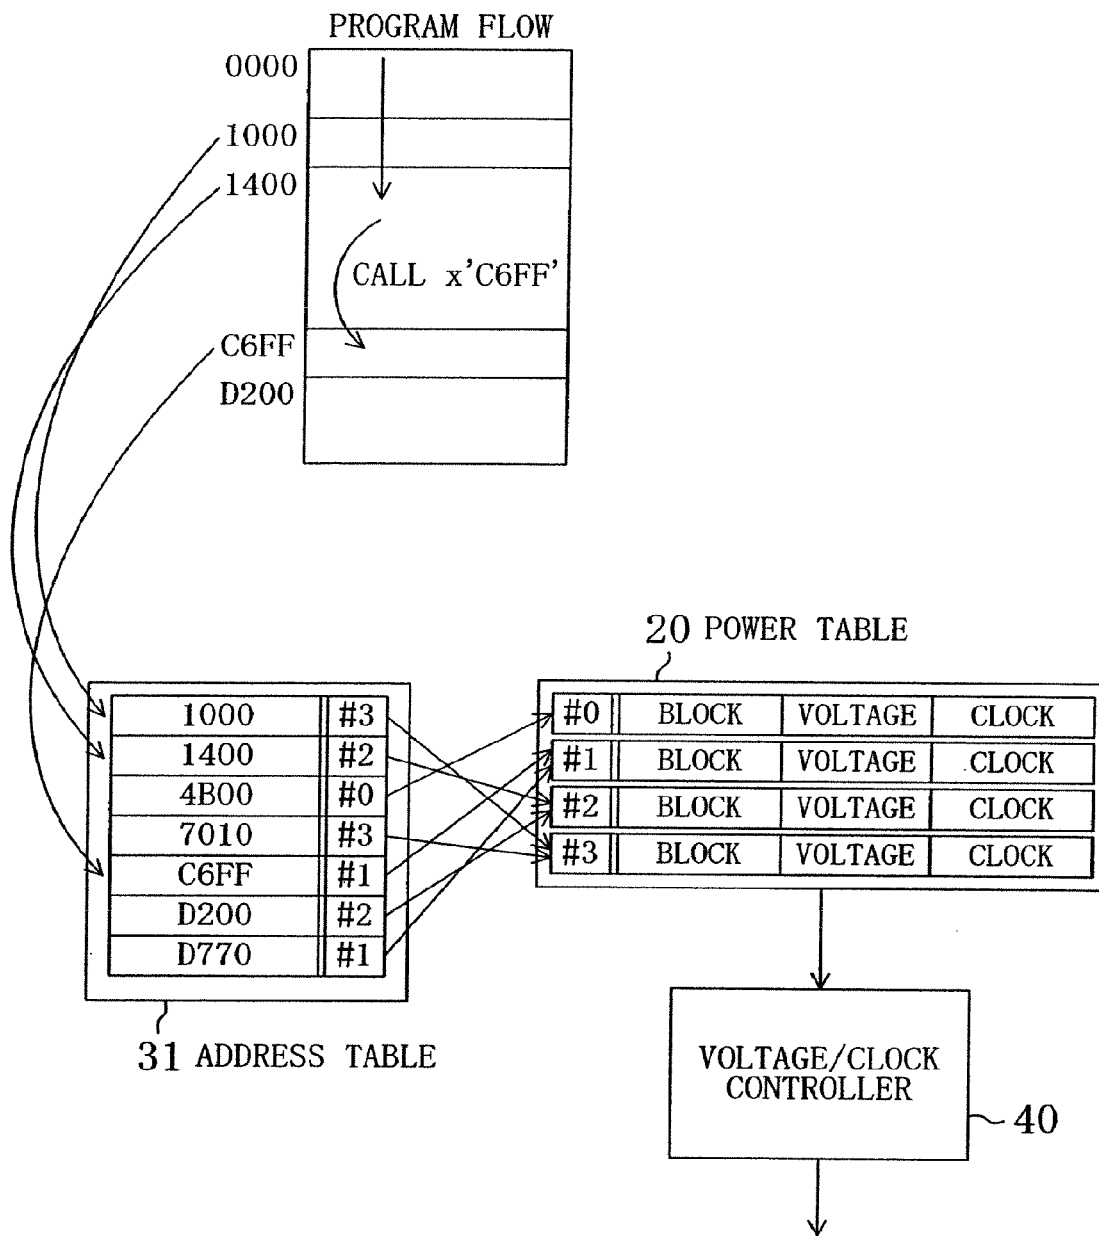 PROGRAM FLOW
0000
1000
1400
CALL x'C6FF'
C6FF
D200
20 POWER TABLE
#0 BLOCK VOLTAGE CLOCK
#1 BLOCK VOLTAGE CLOCK
#2 BLOCK VOLTAGE CLOCK
#3 BLOCK VOLTAGE CLOCK
1000 #3
1400 #2
4B00 #0
7010 #3
C6FF #1
D200 #2
D770 #1
31 ADDRESS TABLE
VOLTAGE/CLOCK
CONTROLLER
40